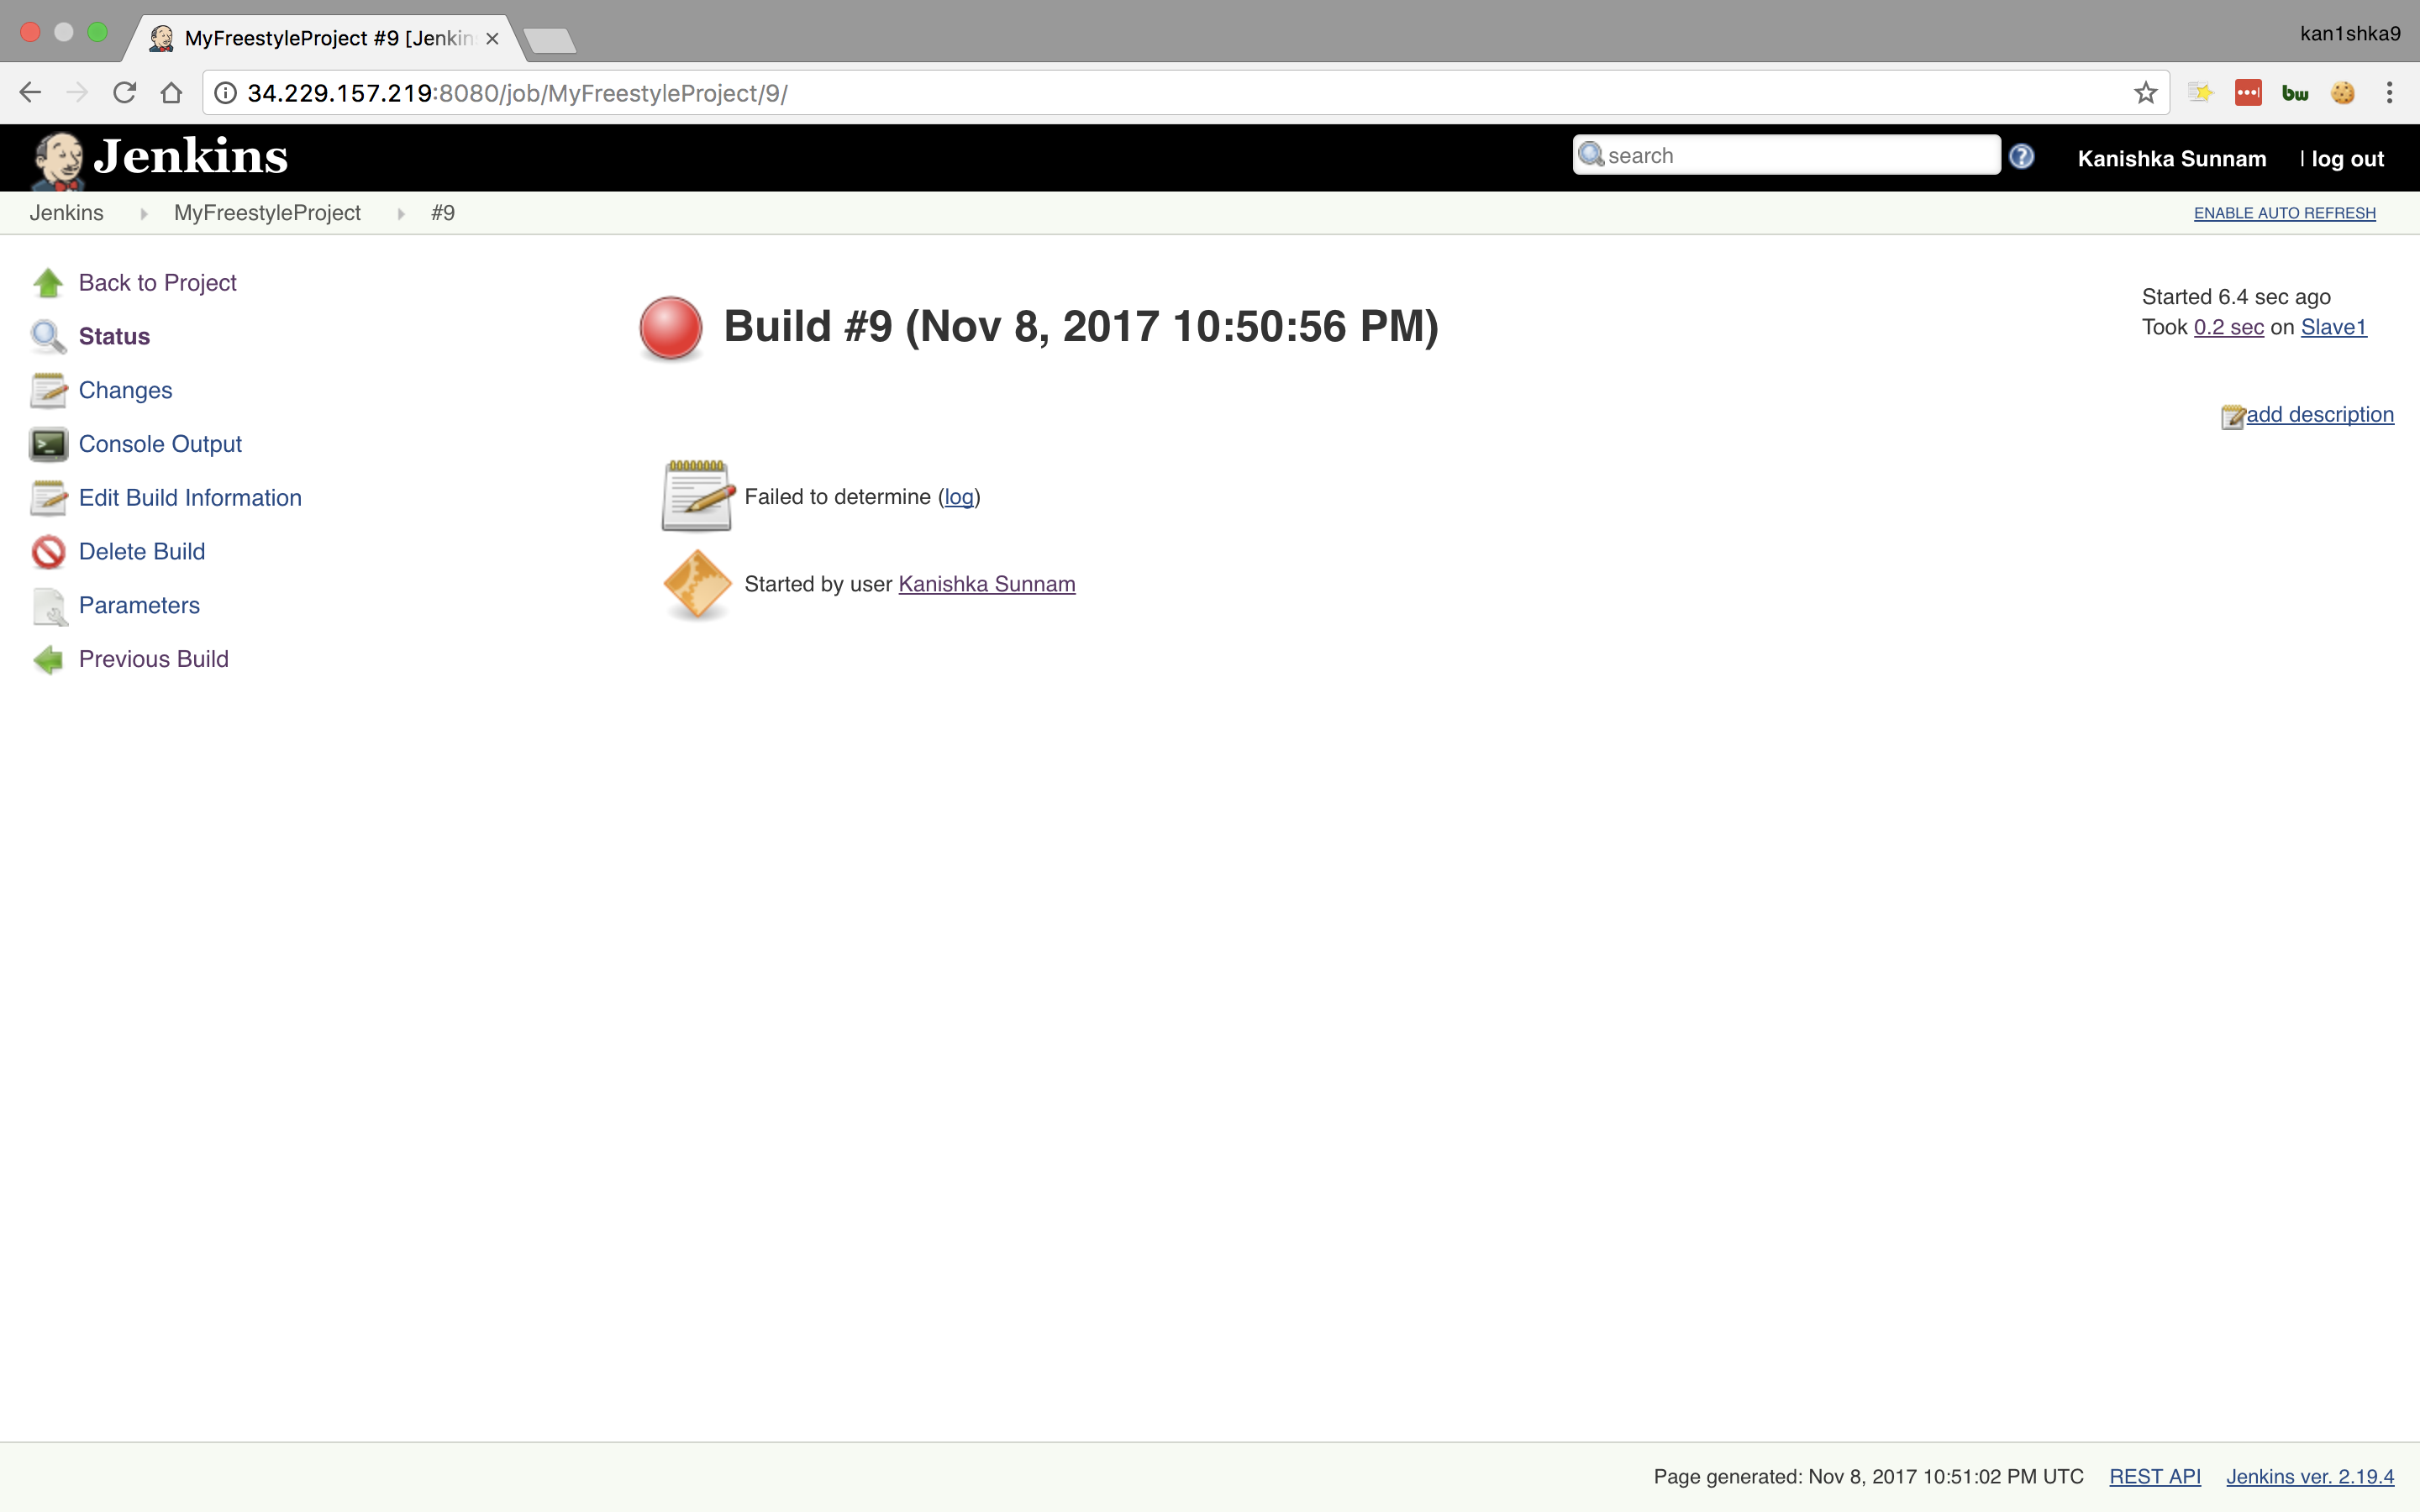 MyFreestyleProject #9 [Jenkin
kan1shka9
34.229.157.219:8080/job/MyFreestyleProject/9/
bw
Jenkins
search
Kanishka Sunnam | log out
Jenkins MyFreestyleProject #9
ENABLE AUTO REFRESH
Back to Project
Status
Changes
Console Output
Edit Build Information
Delete Build
Parameters
Previous Build
Build #9 (Nov 8, 2017 10:50:56 PM)
Started 6.4 sec ago
Took 0.2 sec on Slave1
add description
Failed to determine (log)
Started by user Kanishka Sunnam
Page generated: Nov 8, 2017 10:51:02 PM UTC REST API Jenkins ver. 2.19.4